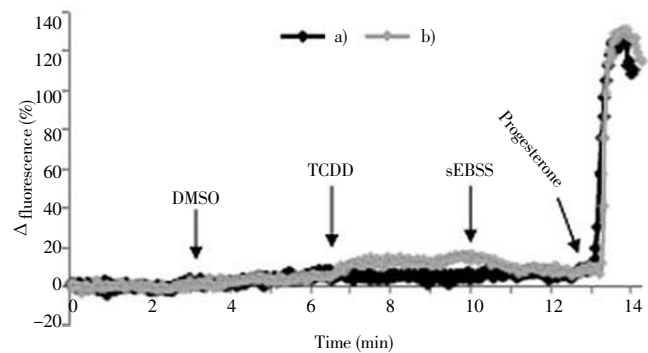 140
120
100
80
60
40
20
0
−20
Δ fluorescence (%)
a) b)
DMSO
TCDD
sEBSS
Progesterone
0 2 4 6 8 10 12 14
Time (min)